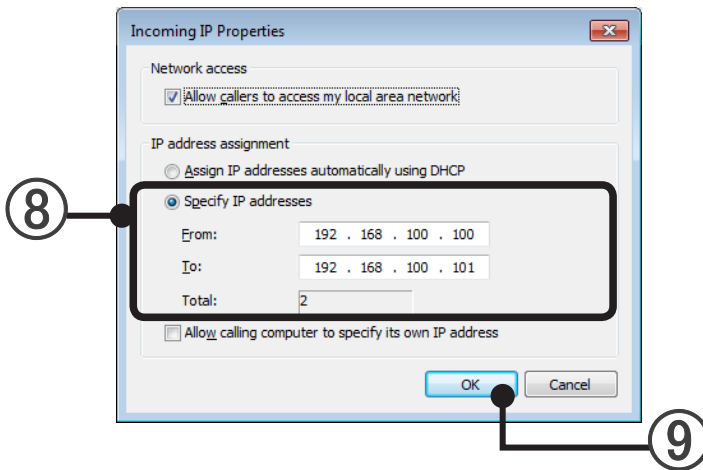 Incoming IP Properties
Network access
Allow callers to access my local area network
IP address assignment
Assign IP addresses automatically using DHCP
⑧
Specify IP addresses
From: 192 . 168 . 100 . 100
To: 192 . 168 . 100 . 101
Total: 2
Allow calling computer to specify its own IP address
OK Cancel
⑨